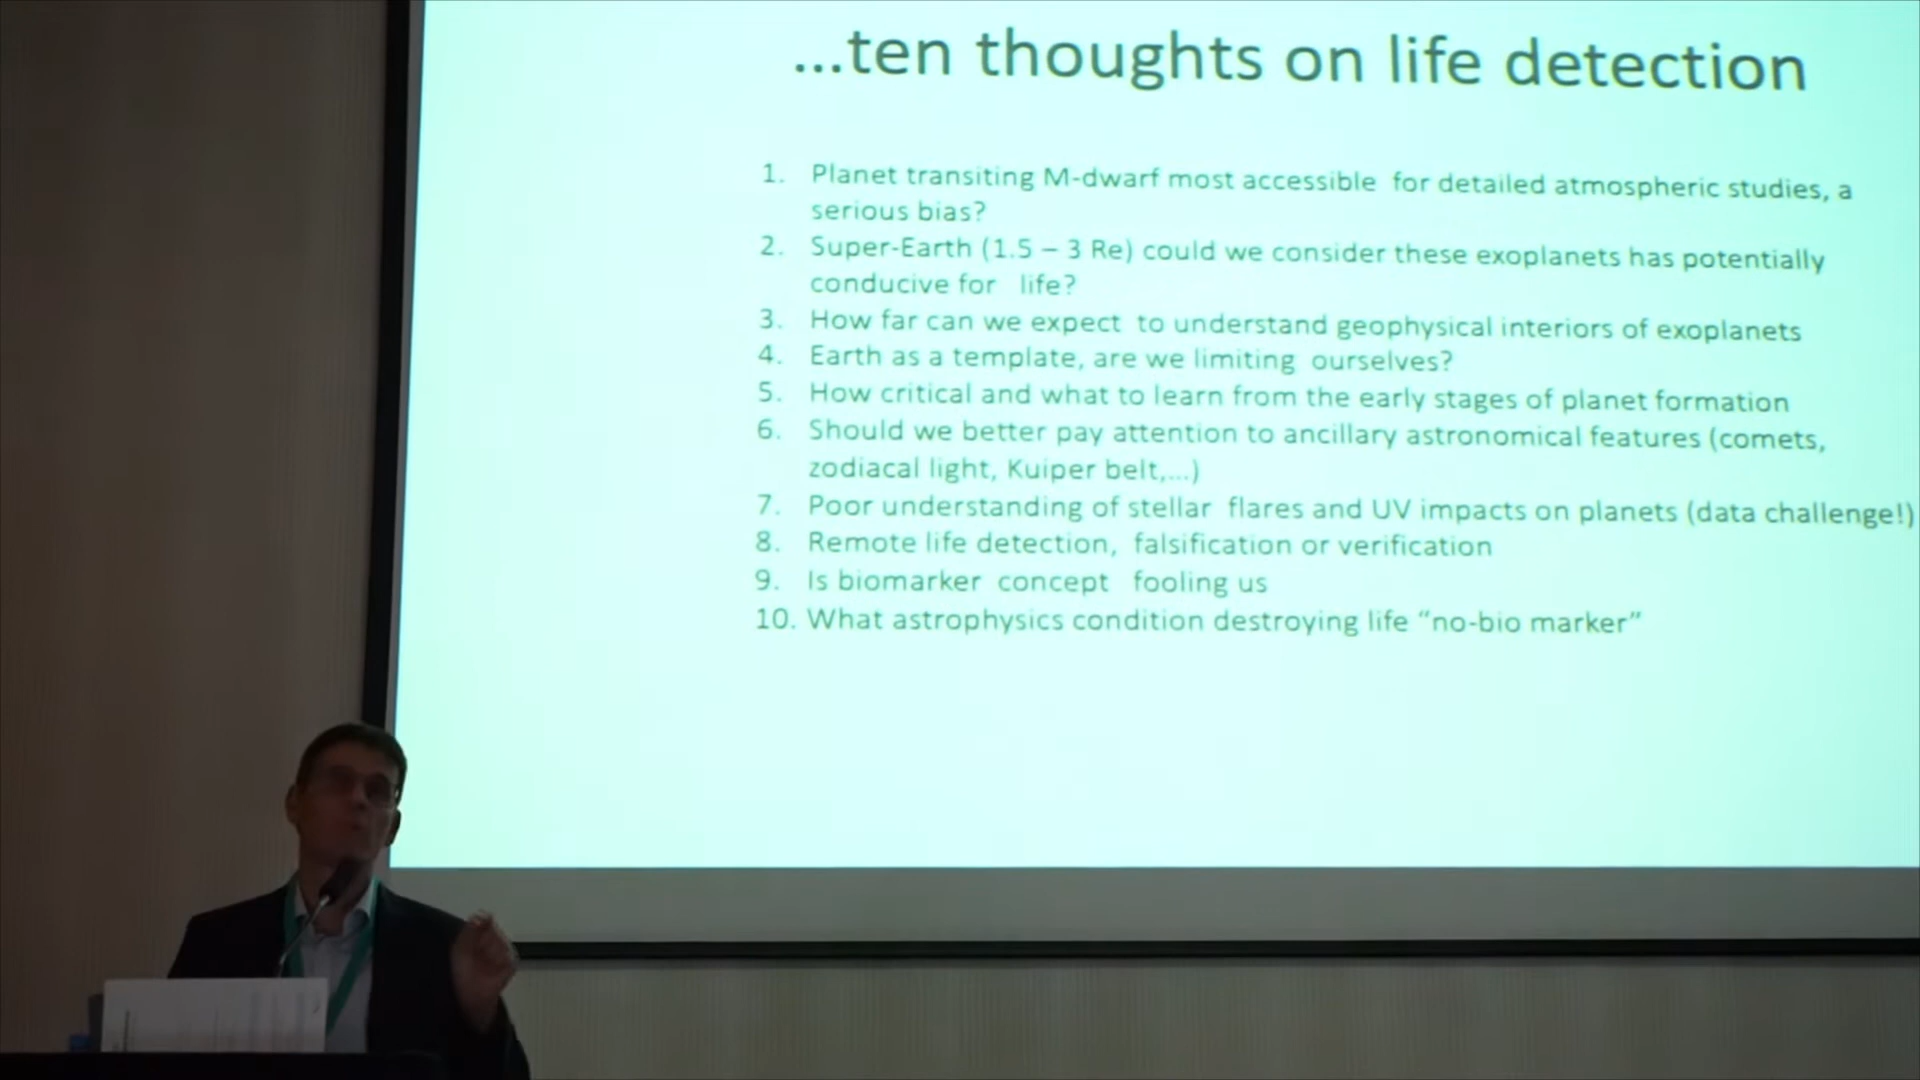 ...ten thoughts on life detection
1. Planet transiting M-dwarf most accessible for detailed atmospheric studies, a
serious bias?
2. Super-Earth (1.5 – 3 Re) could we consider these exoplanets has potentially
conducive for life?
3. How far can we expect to understand geophysical interiors of exoplanets
4. Earth as a template, are we limiting ourselves?
5. How critical and what to learn from the early stages of planet formation
6. Should we better pay attention to ancillary astronomical features (comets,
zodiacal light, Kuiper belt,...)
7. Poor understanding of stellar flares and UV impacts on planets (data challenge!)
8. Remote life detection, falsification or verification
9. Is biomarker concept fooling us
10. What astrophysics condition destroying life “no-bio marker”